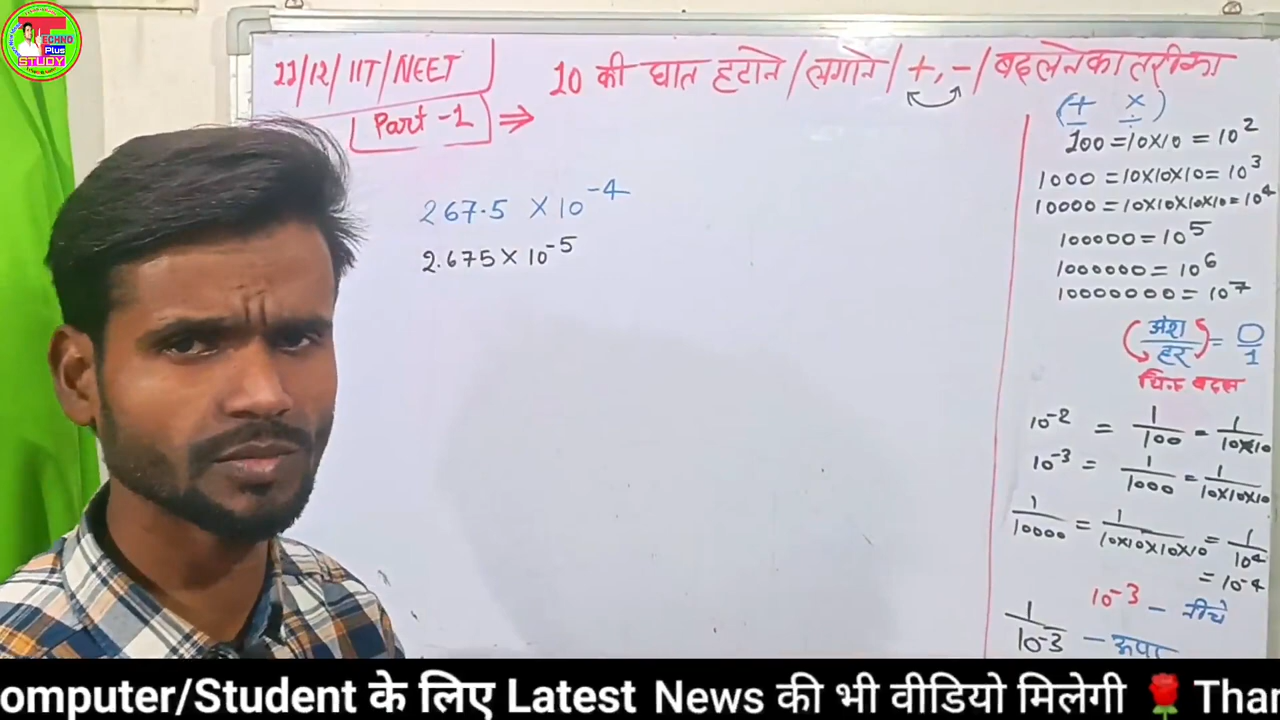 TECHNO
Plus
STUDY
11/12/IIT/NEET
10 की घात हटाने/लगाने/+,-/बदलने का तरीका
Part-1 ⇒
267.5 × 10⁻⁴
2.675 × 10⁻⁵
(+ ×)
- ÷
100 = 10×10 = 10²
1000 = 10×10×10 = 10³
10000 = 10×10×10×10 = 10⁴
100000 = 10⁵
1000000 = 10⁶
10000000 = 10⁷
अंश/हर = 0/1
चिन्ह बदल
10⁻² = 1/100 = 1/10×10
10⁻³ = 1/1000 = 1/10×10×10
1/10000 = 1/10×10×10×10 = 1/10⁴
= 10⁻⁴
10⁻³ – नीचे
1/10⁻³ – ऊपर
omputer/Student के लिए Latest News की भी वीडियो मिलेगी 🌹 Than